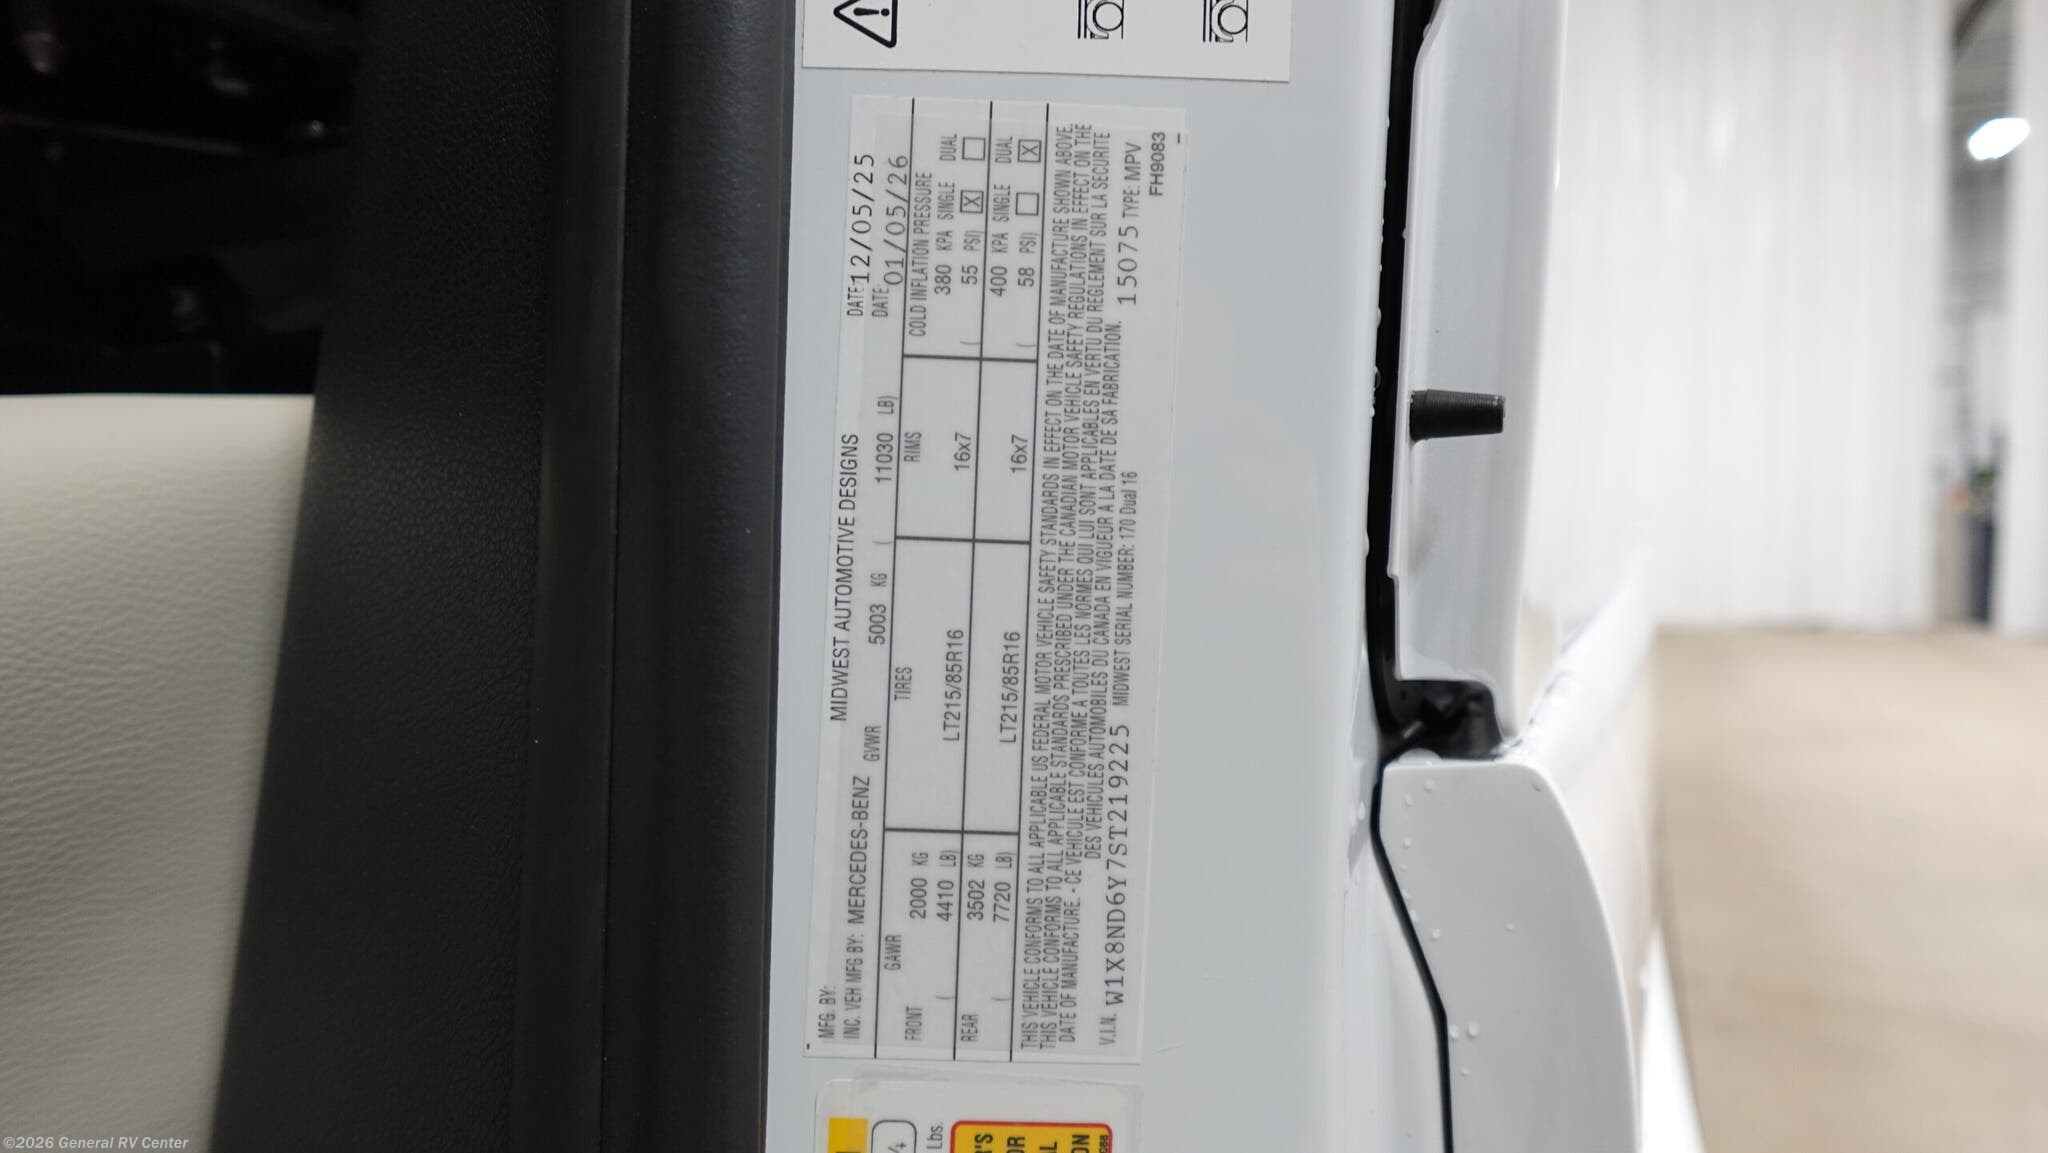 MFG. BY: MIDWEST AUTOMOTIVE DESIGNS DATE: 12/05/25
INC. VEH MFG BY: MERCEDES-BENZ DATE: 01/05/26
GVWR 5003 KG ( 11030 LB)
GAWR TIRES RIMS COLD INFLATION PRESSURE
FRONT 2000 KG LT215/85R16 16x7 380 KPA SINGLE DUAL
( 4410 LB) ( 55 PSI) X
REAR 3502 KG LT215/85R16 16x7 400 KPA SINGLE DUAL
( 7720 LB) ( 58 PSI) X
THIS VEHICLE CONFORMS TO ALL APPLICABLE US FEDERAL MOTOR VEHICLE SAFETY STANDARDS IN EFFECT ON THE DATE OF MANUFACTURE SHOWN ABOVE.
THIS VEHICLE CONFORMS TO ALL APPLICABLE STANDARDS PRESCRIBED UNDER THE CANADIAN MOTOR VEHICLE SAFETY REGULATIONS IN EFFECT ON THE
DATE OF MANUFACTURE. - CE VEHICULE EST CONFORME A TOUTES LES NORMES QUI LUI SONT APPLICABLES EN VERTU DU REGLEMENT SUR LA SECURITE
DES VEHICULES AUTOMOBILES DU CANADA EN VIGUEUR A LA DATE DE SA FABRICATION.
V.I.N. W1X8ND6Y7ST219225 MIDWEST SERIAL NUMBER: 170 Dual 16 15075 TYPE: MPV
FH9083
Lbs.
©2026 General RV Center